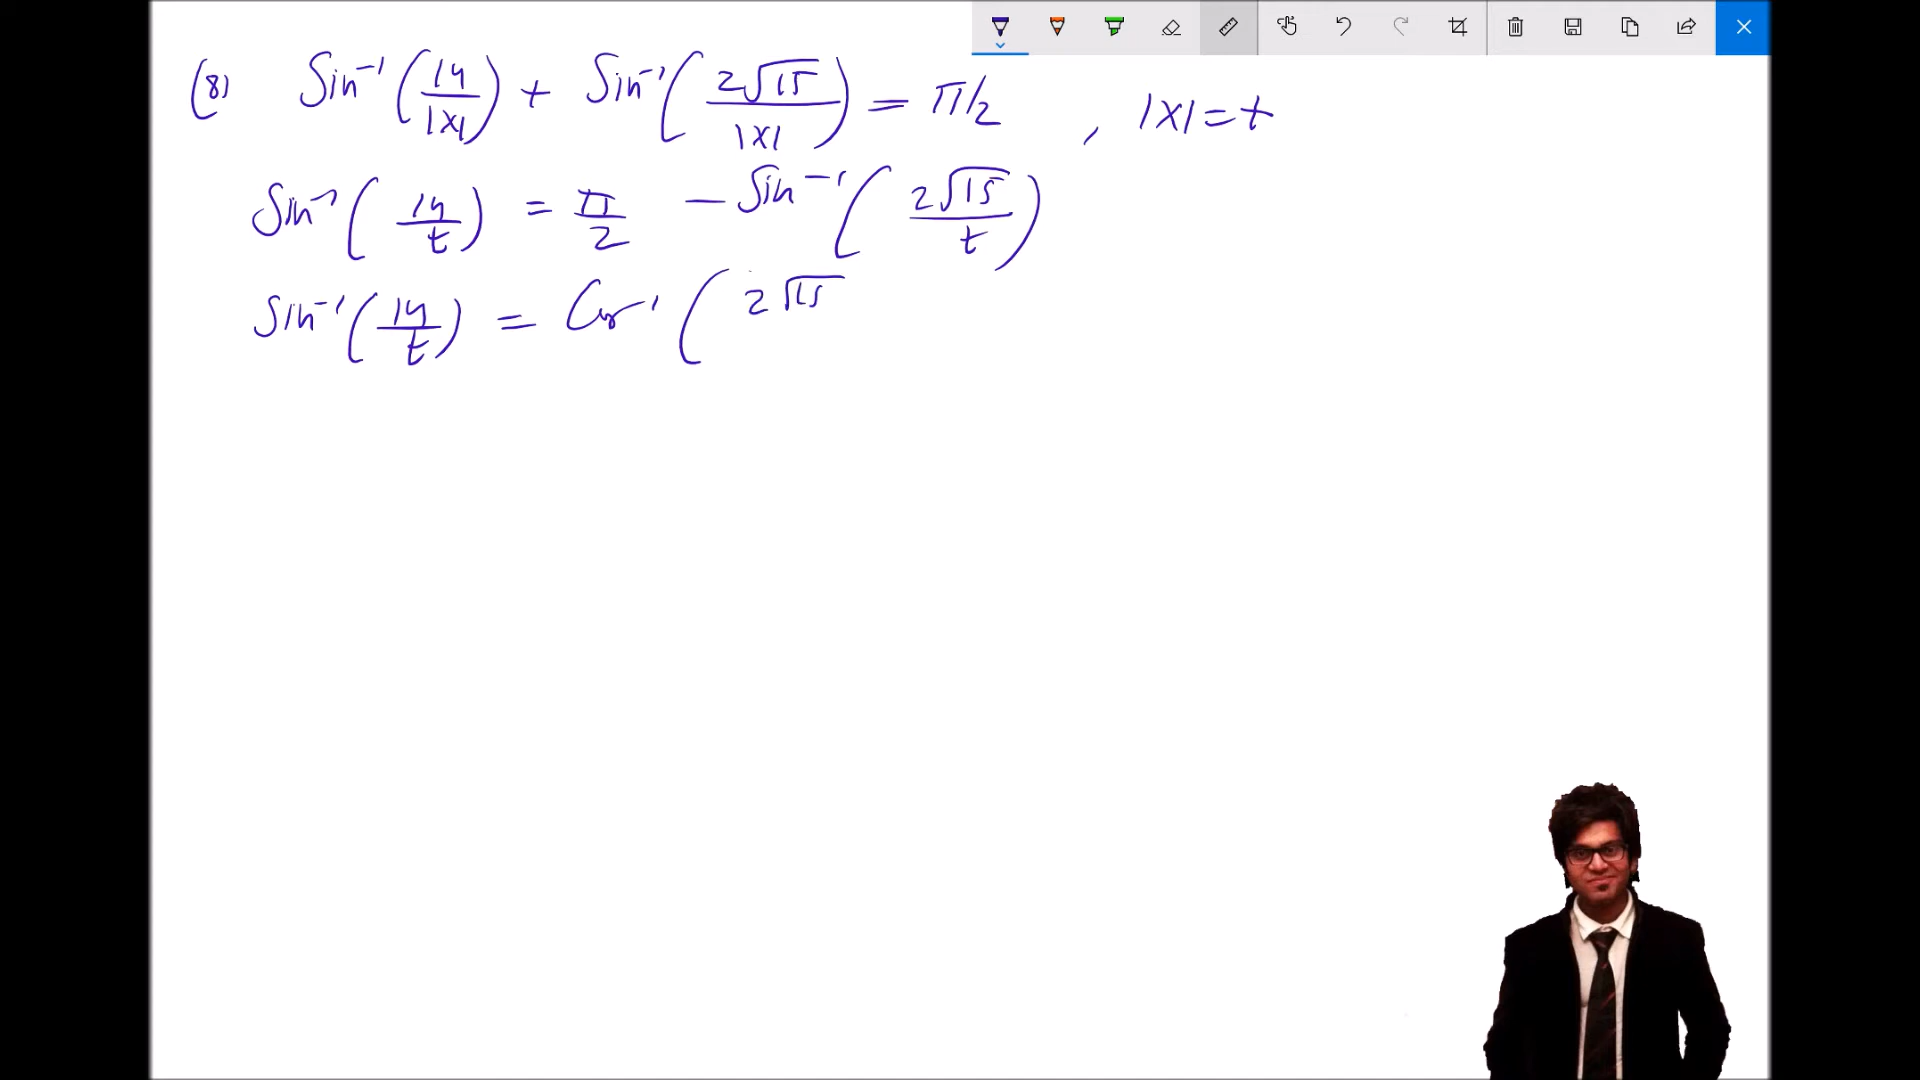 (8) Sin⁻¹(14/|x|) + Sin⁻¹(2√15/|x|) = π/2 , |x| = t
Sin⁻¹(14/t) = π/2 - Sin⁻¹(2√15/t)
Sin⁻¹(14/t) = Cos⁻¹(2√15